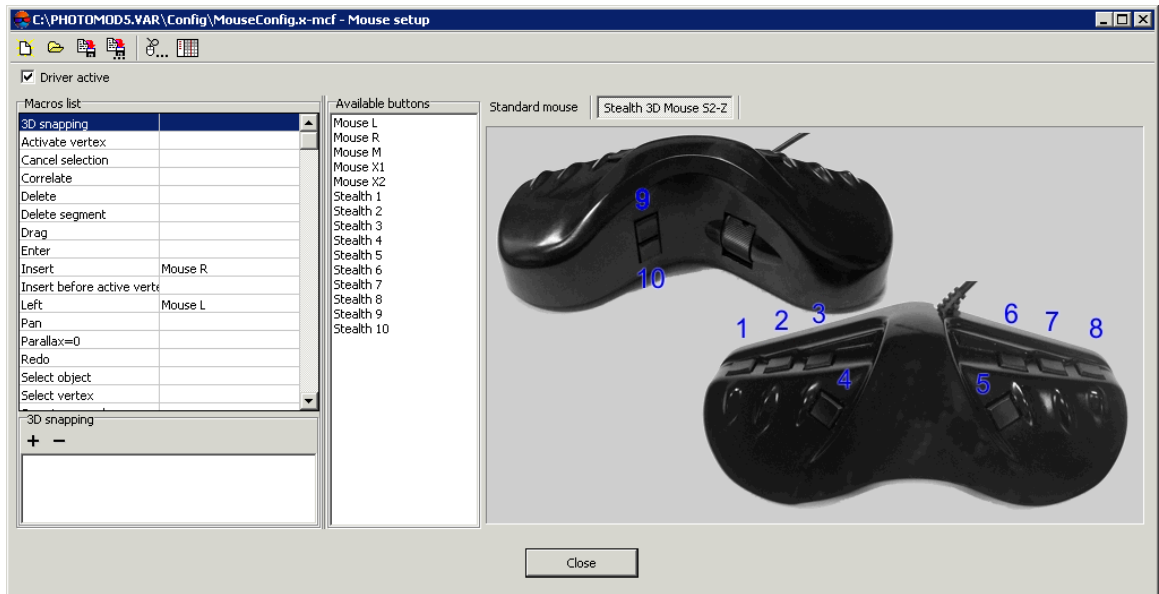 C:\PHOTOMOD5.VAR\Config\MouseConfig.x-mcf - Mouse setup
Driver active
Macros list
3D snapping
Activate vertex
Cancel selection
Correlate
Delete
Delete segment
Drag
Enter
Insert Mouse R
Insert before active verte
Left Mouse L
Pan
Parallax=0
Redo
Select object
Select vertex
3D snapping
+ −
Available buttons
Mouse L
Mouse R
Mouse M
Mouse X1
Mouse X2
Stealth 1
Stealth 2
Stealth 3
Stealth 4
Stealth 5
Stealth 6
Stealth 7
Stealth 8
Stealth 9
Stealth 10
Standard mouse
Stealth 3D Mouse S2-Z
9
10
1 2 3
6 7 8
4
5
Close